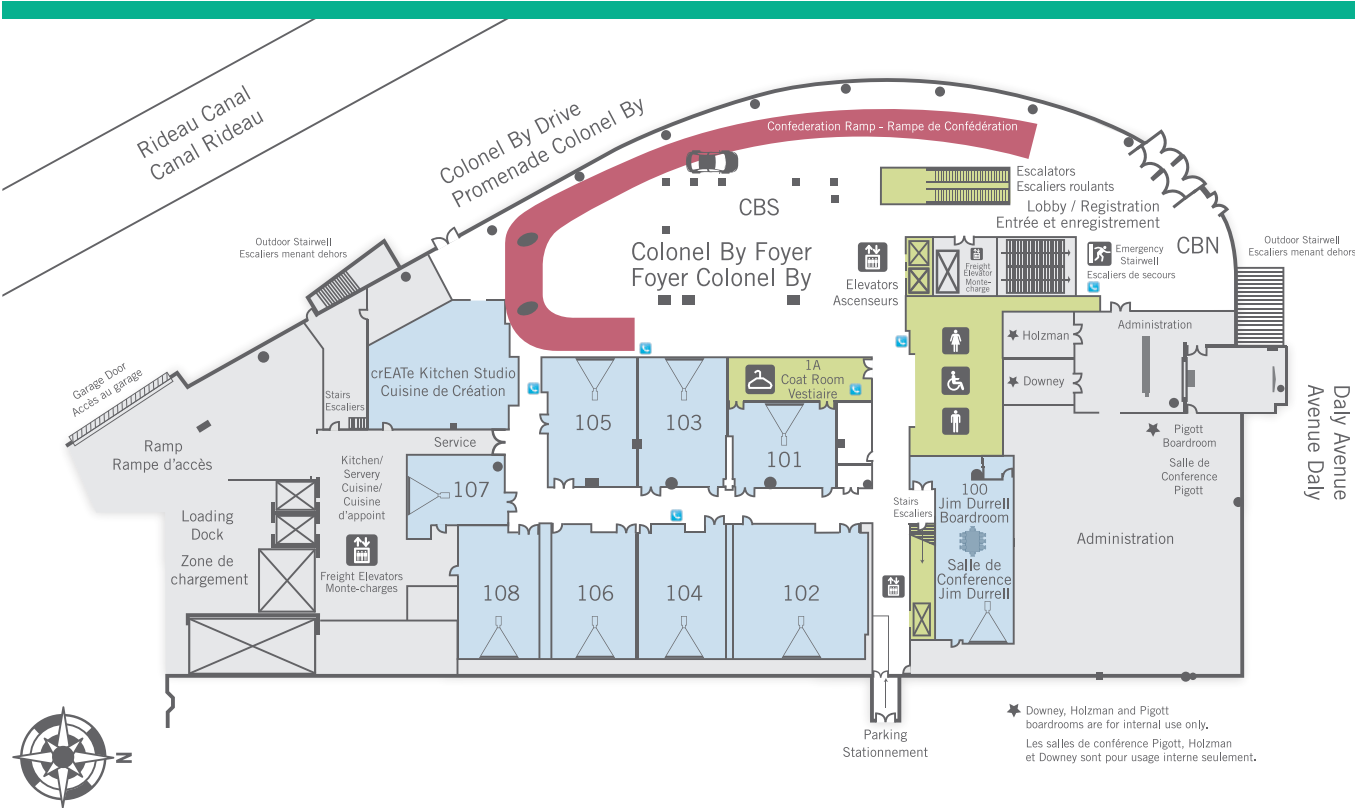 Rideau Canal
Canal Rideau
Colonel By Drive
Promenade Colonel By
Confederation Ramp - Rampe de Confédération
Escalators
Escaliers roulants
Lobby / Registration
Entrée et enregistrement
CBS
CBN
Colonel By Foyer
Foyer Colonel By
Outdoor Stairwell
Escaliers menant dehors
Outdoor Stairwell
Escaliers menant dehors
Elevators
Ascenseurs
Freight
Elevator
Monte-
charge
Emergency
Stairwell
Escaliers de secours
Administration
Holzman
Downey
Garage Door
Accès au garage
crEATe Kitchen Studio
Cuisine de Création
Stairs
Escaliers
1A
Coat Room
Vestiaire
105
103
101
Ramp
Rampe d'accès
Service
Kitchen/
Servery
Cuisine/
Cuisine
d'appoint
107
Pigott
Boardroom
Salle de
Conference
Pigott
Daly Avenue
Avenue Daly
Loading
Dock
Zone de
chargement
Freight Elevators
Monte-charges
Stairs
Escaliers
100
Jim Durrell
Boardroom
Salle de
Conference
Jim Durrell
Administration
108
106
104
102
Parking
Stationnement
Downey, Holzman and Pigott
boardrooms are for internal use only.
Les salles de conférence Pigott, Holzman
et Downey sont pour usage interne seulement.
N